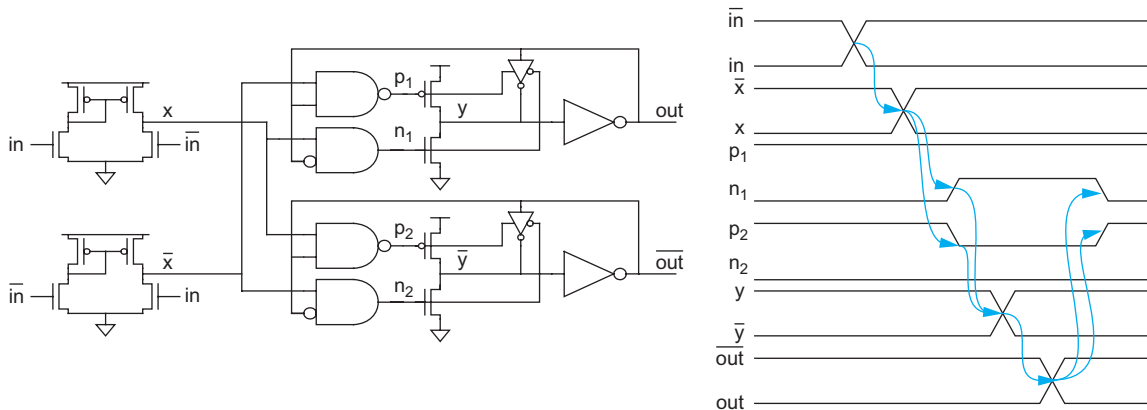 in
x
in̅
in̅
x̅
in
p₁
y
n₁
out
p₂
y̅
n₂
out̅
in̅
in
x̅
x
p₁
n₁
p₂
n₂
y
y̅
out̅
out